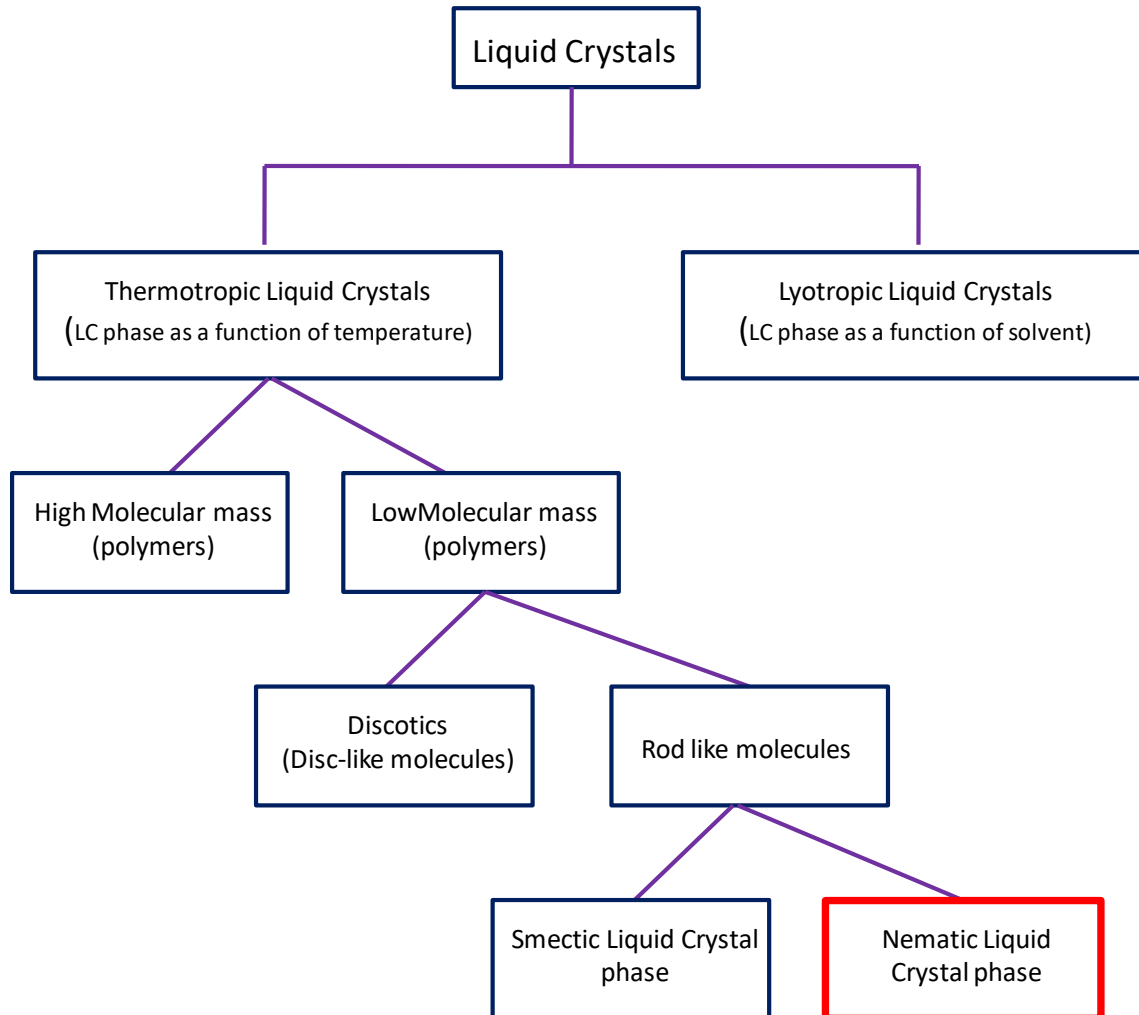 Liquid Crystals
Thermotropic Liquid Crystals
(LC phase as a function of temperature)
Lyotropic Liquid Crystals
(LC phase as a function of solvent)
High Molecular mass
(polymers)
LowMolecular mass
(polymers)
Discotics
(Disc-like molecules)
Rod like molecules
Smectic Liquid Crystal
phase
Nematic Liquid
Crystal phase